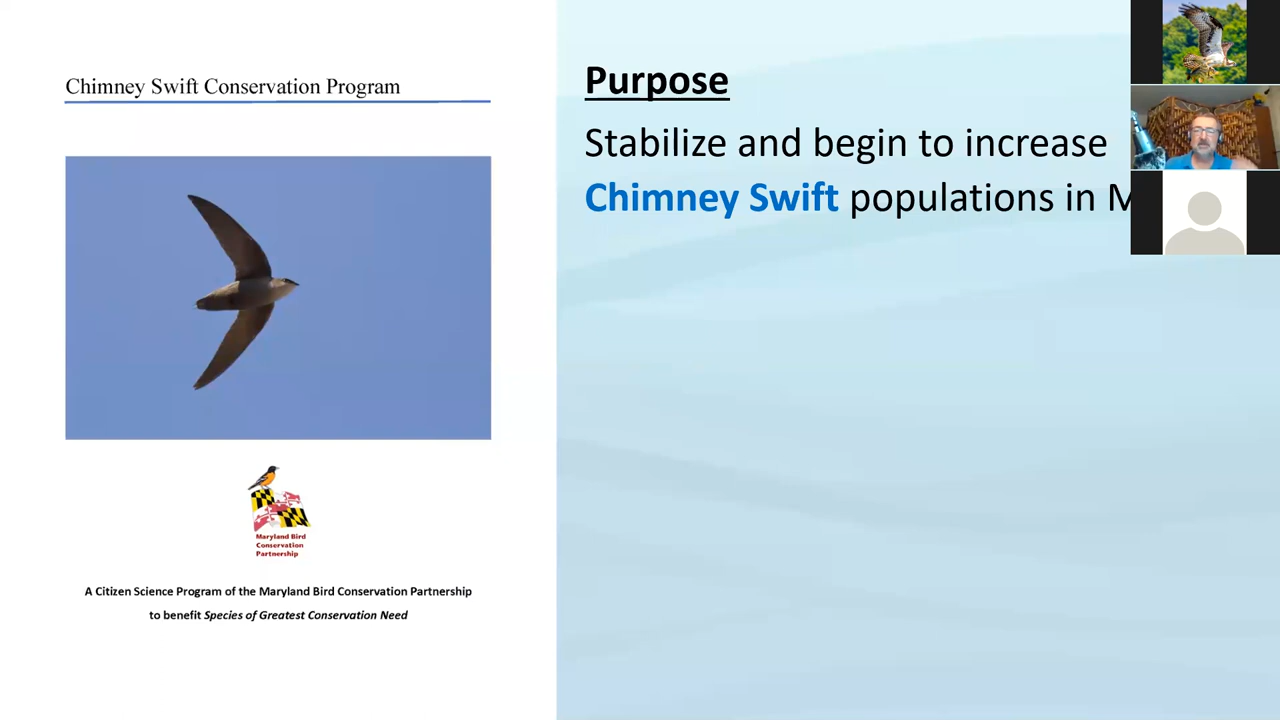 Chimney Swift Conservation Program
Maryland Bird
Conservation
Partnership
A Citizen Science Program of the Maryland Bird Conservation Partnership
to benefit Species of Greatest Conservation Need
Purpose
Stabilize and begin to increase
Chimney Swift populations in